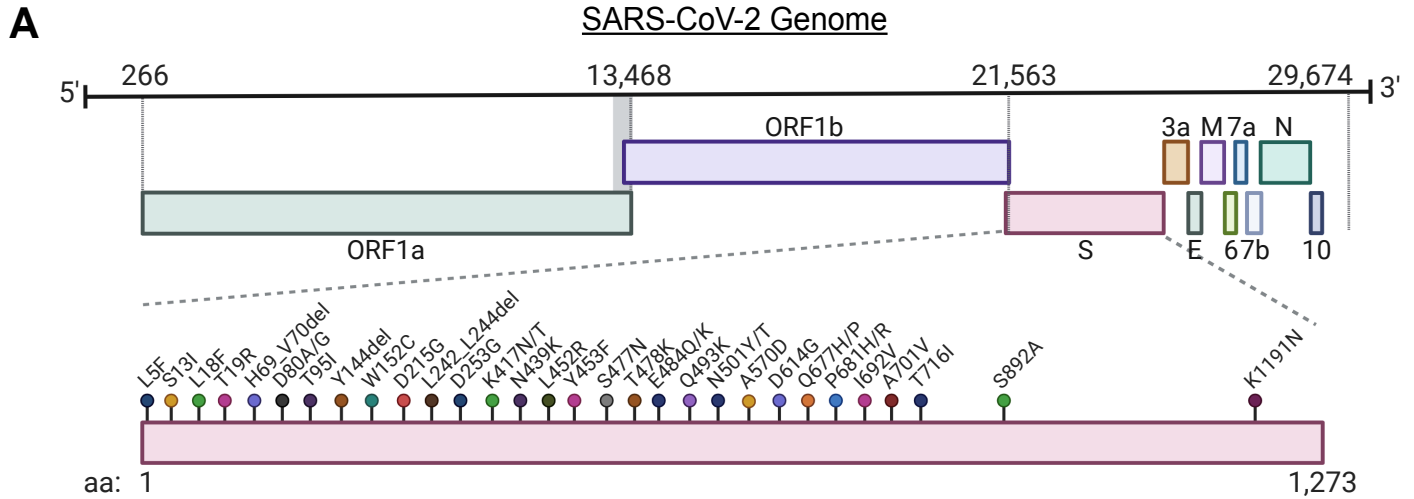 A
SARS-CoV-2 Genome
266 13,468 21,563 29,674
5' 3'
ORF1b 3a M 7a N
ORF1a S E 6 7b 10
L5F
S13I
L18F
T19R
H69_V70del
D80A/G
T95I
Y144del
W152C
D215G
L242_L244del
D253G
K417N/T
N439K
L452R
Y453F
S477N
T478K
E484Q/K
Q493K
N501Y/T
A570D
D614G
Q677H/P
P681H/R
I692V
A701V
T716I
S892A
K1191N
aa: 1 1,273